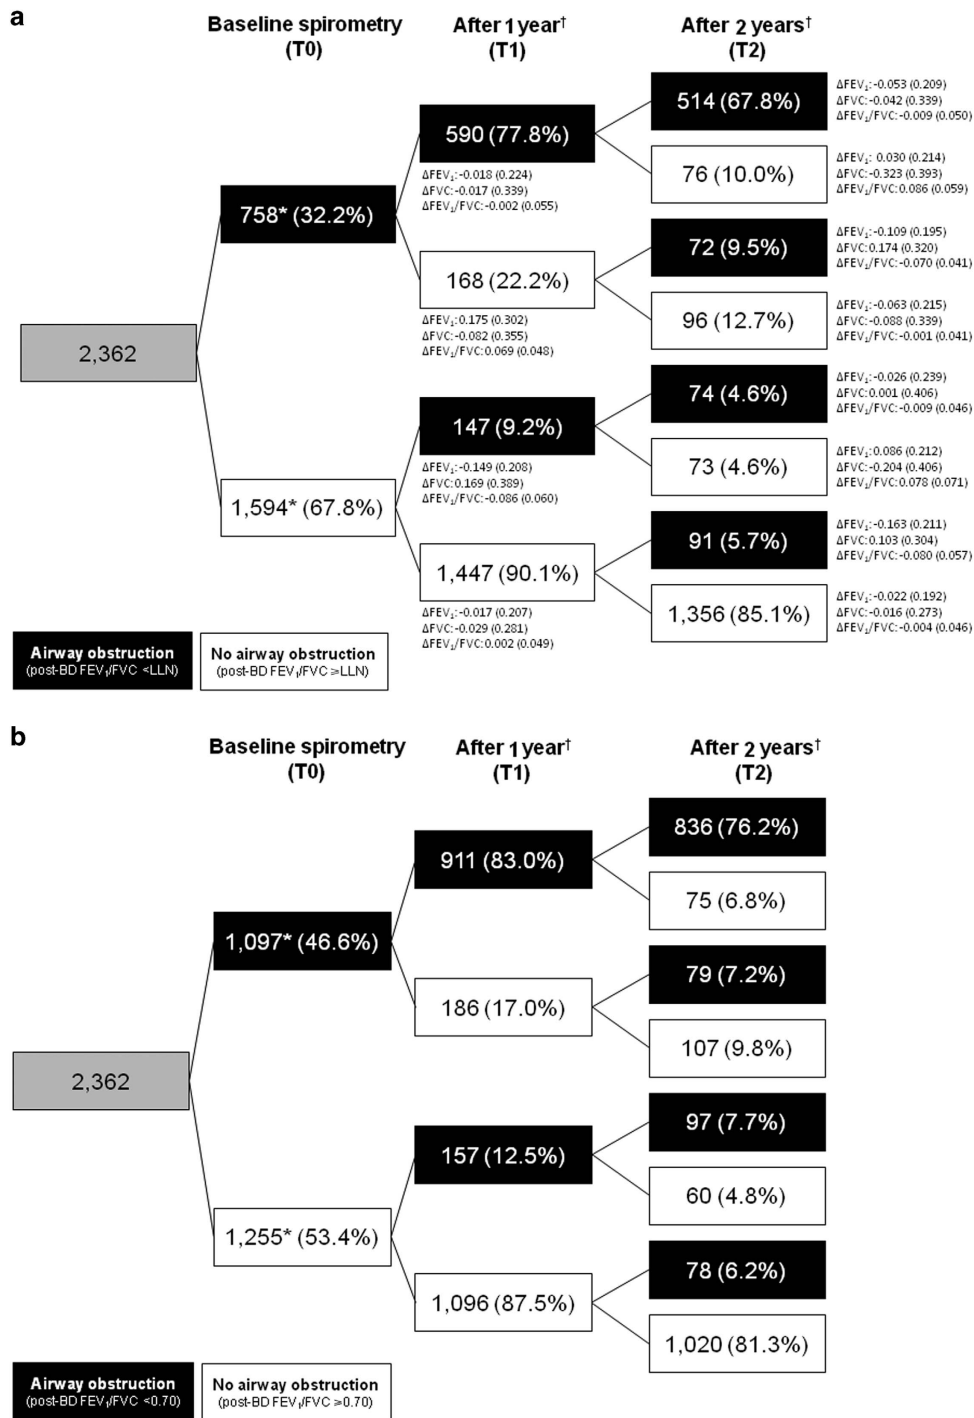 a
Baseline spirometry
(T0)
After 1 year†
(T1)
After 2 years†
(T2)
2,362
758* (32.2%)
1,594* (67.8%)
590 (77.8%)
ΔFEV₁:-0.018 (0.224)
ΔFVC:-0.017 (0.339)
ΔFEV₁/FVC:-0.002 (0.055)
168 (22.2%)
ΔFEV₁:0.175 (0.302)
ΔFVC:-0.082 (0.355)
ΔFEV₁/FVC:0.069 (0.048)
147 (9.2%)
ΔFEV₁:-0.149 (0.208)
ΔFVC:0.169 (0.389)
ΔFEV₁/FVC:-0.086 (0.060)
1,447 (90.1%)
ΔFEV₁:-0.017 (0.207)
ΔFVC:-0.029 (0.281)
ΔFEV₁/FVC:0.002 (0.049)
514 (67.8%)
ΔFEV₁:-0.053 (0.209)
ΔFVC:-0.042 (0.339)
ΔFEV₁/FVC:-0.009 (0.050)
76 (10.0%)
ΔFEV₁: 0.030 (0.214)
ΔFVC:-0.323 (0.393)
ΔFEV₁/FVC:0.086 (0.059)
72 (9.5%)
ΔFEV₁:-0.109 (0.195)
ΔFVC:0.174 (0.320)
ΔFEV₁/FVC:-0.070 (0.041)
96 (12.7%)
ΔFEV₁:-0.063 (0.215)
ΔFVC:-0.088 (0.339)
ΔFEV₁/FVC:-0.001 (0.041)
74 (4.6%)
ΔFEV₁:-0.026 (0.239)
ΔFVC:0.001 (0.406)
ΔFEV₁/FVC:-0.009 (0.046)
73 (4.6%)
ΔFEV₁:0.086 (0.212)
ΔFVC:-0.204 (0.406)
ΔFEV₁/FVC:0.078 (0.071)
91 (5.7%)
ΔFEV₁:-0.163 (0.211)
ΔFVC:0.103 (0.304)
ΔFEV₁/FVC:-0.080 (0.057)
1,356 (85.1%)
ΔFEV₁:-0.022 (0.192)
ΔFVC:-0.016 (0.273)
ΔFEV₁/FVC:-0.004 (0.046)
Airway obstruction
(post-BD FEV₁/FVC <LLN)
No airway obstruction
(post-BD FEV₁/FVC ≥LLN)
b
Baseline spirometry
(T0)
After 1 year†
(T1)
After 2 years†
(T2)
2,362
1,097* (46.6%)
1,255* (53.4%)
911 (83.0%)
186 (17.0%)
157 (12.5%)
1,096 (87.5%)
836 (76.2%)
75 (6.8%)
79 (7.2%)
107 (9.8%)
97 (7.7%)
60 (4.8%)
78 (6.2%)
1,020 (81.3%)
Airway obstruction
(post-BD FEV₁/FVC <0.70)
No airway obstruction
(post-BD FEV₁/FVC ≥0.70)